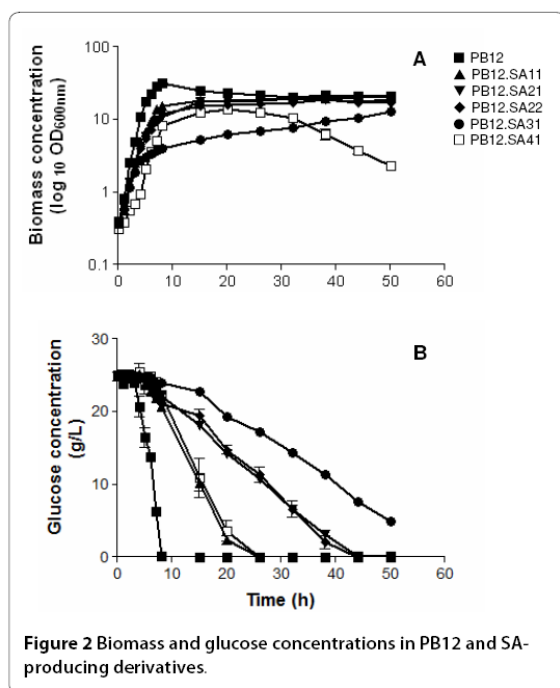 A
100
10
1
0.1
Biomass concentration
(log 10 OD600nm)
0 10 20 30 40 50 60
PB12
PB12.SA11
PB12.SA21
PB12.SA22
PB12.SA31
PB12.SA41
B
30
20
10
0
Glucose concentration
g/L)
0 10 20 30 40 50 60
Time (h)
Figure 2 Biomass and glucose concentrations in PB12 and SA-
producing derivatives.